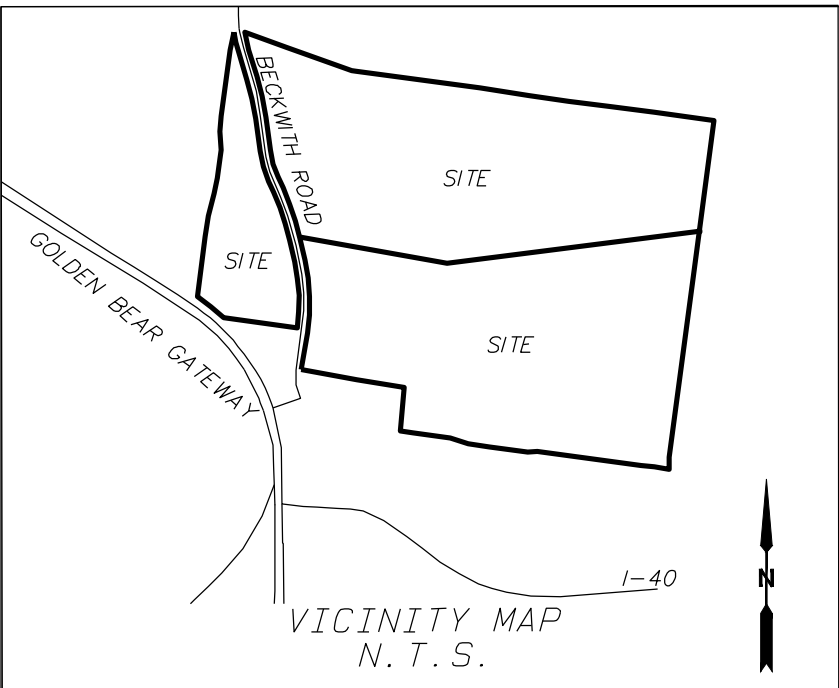 BECKWITH ROAD
SITE
SITE
GOLDEN BEAR GATEWAY
SITE
I-40
N
VICINITY MAP
N.T.S.